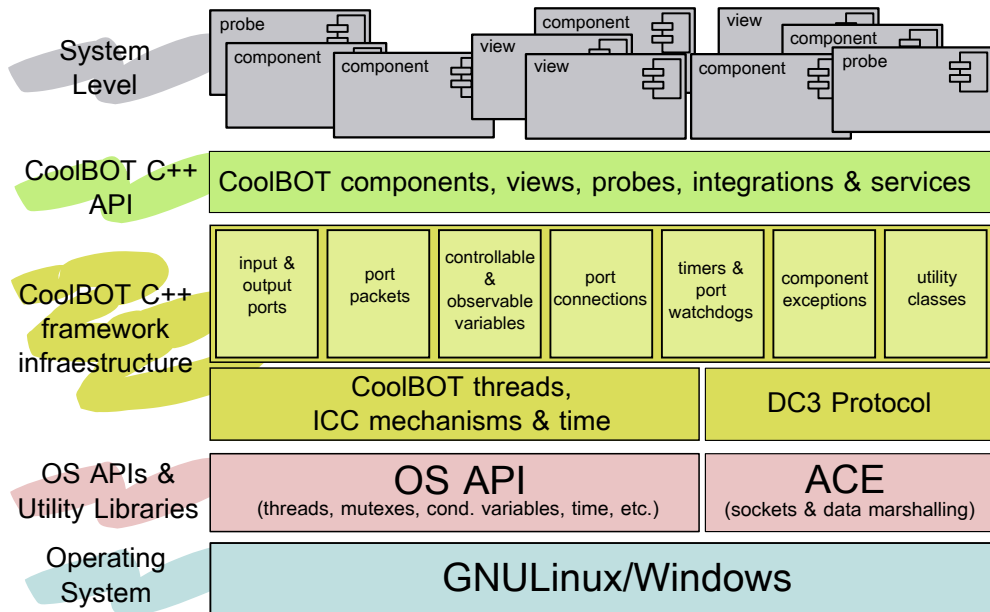 System
Level
probe
component
component
view
component
view
view
component
component
probe
CoolBOT C++
API
CoolBOT components, views, probes, integrations & services
CoolBOT C++
framework
infraestructure
input &
output
ports
port
packets
controllable
&
observable
variables
port
connections
timers &
port
watchdogs
component
exceptions
utility
classes
CoolBOT threads,
ICC mechanisms & time
DC3 Protocol
OS APIs &
Utility Libraries
OS API
(threads, mutexes, cond. variables, time, etc.)
ACE
(sockets & data marshalling)
Operating
System
GNULinux/Windows